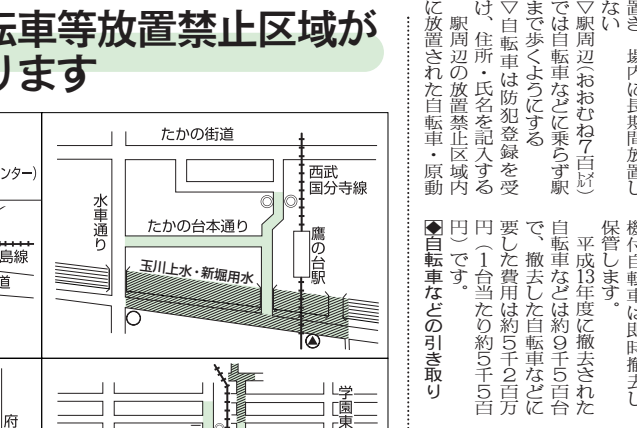 転車等放置禁止区域が
ります
置き場内に長期間放置し
ない
▽駅周辺(おおむね7百㍍)
では自転車などに乗らず駅
まで歩くようにする
▽自転車は防犯登録を受
け、住所・氏名を記入する
駅周辺の放置禁止区域内
に放置された自転車・原動
機付自転車は即時撤去し
保管します。
平成13年度に撤去された
自転車などは約9千5百台
で、撤去した自転車などに
要した費用は約5千2百万
円(1台当たり約5千5百
円)です。
◆自転車などの引き取り
ンター)
島線
道
たかの街道
西武
国分寺線
水車通り
たかの台本通り
鷹の台駅
玉川上水・新堀用水
府
学園東